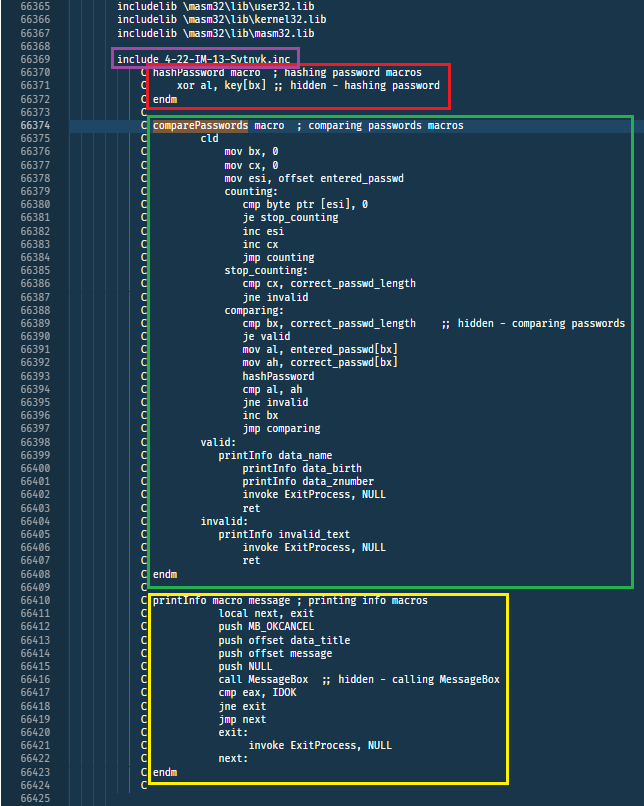 66365 includelib \masm32\lib\user32.lib
66366 includelib \masm32\lib\kernel32.lib
66367 includelib \masm32\lib\masm32.lib
66368
66369 include 4-22-IM-13-Sytnyk.inc
66370 C hashPassword macro  ; hashing password macros
66371 C     xor al, key[bx] ;; hidden - hashing password
66372 C endm
66373 C
66374 C comparePasswords macro  ; comparing passwords macros
66375 C         cld
66376 C             mov bx, 0
66377 C             mov cx, 0
66378 C             mov esi, offset entered_passwd
66379 C             counting:
66380 C                cmp byte ptr [esi], 0
66381 C                je stop_counting
66382 C                inc esi
66383 C                inc cx
66384 C                jmp counting
66385 C             stop_counting:
66386 C                cmp cx, correct_passwd_length
66387 C                jne invalid
66388 C             comparing:
66389 C                cmp bx, correct_passwd_length    ;; hidden - comparing passwords
66390 C                je valid
66391 C                mov al, entered_passwd[bx]
66392 C                mov ah, correct_passwd[bx]
66393 C                hashPassword
66394 C                cmp al, ah
66395 C                jne invalid
66396 C                inc bx
66397 C                jmp comparing
66398 C         valid:
66399 C            printInfo data_name
66400 C                printInfo data_birth
66401 C                printInfo data_znumber
66402 C                invoke ExitProcess, NULL
66403 C                ret
66404 C         invalid:
66405 C            printInfo invalid_text
66406 C                invoke ExitProcess, NULL
66407 C                ret
66408 C endm
66409 C
66410 C printInfo macro message ; printing info macros
66411 C            local next, exit
66412 C            push MB_OKCANCEL
66413 C            push offset data_title
66414 C            push offset message
66415 C            push NULL
66416 C            call MessageBox  ;; hidden - calling MessageBox
66417 C            cmp eax, IDOK
66418 C            jne exit
66419 C            jmp next
66420 C            exit:
66421 C                 invoke ExitProcess, NULL
66422 C            next:
66423 C endm
66424 C
66425